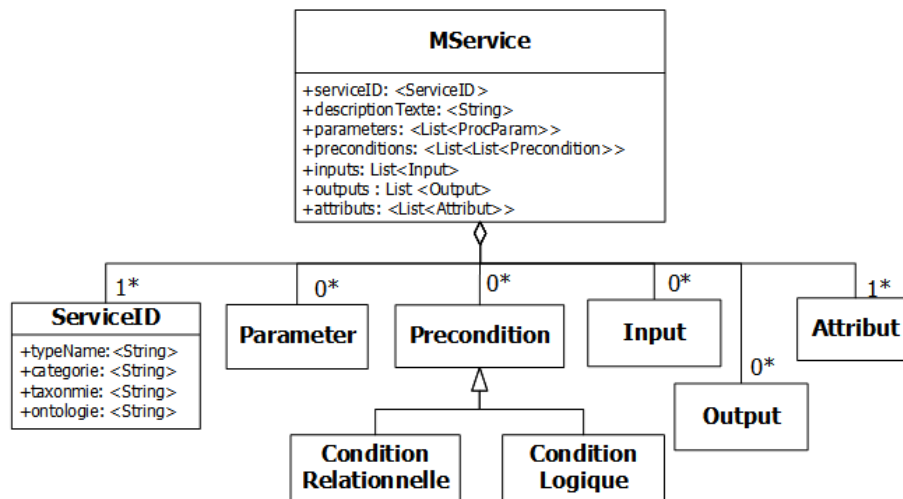 MService
+serviceID: <ServiceID>
+descriptionTexte: <String>
+parameters: <List<ProcParam>>
+preconditions: <List<List<Precondition>>
+inputs: List<Input>
+outputs : List <Output>
+attributs: <List<Attribut>>
1*
0*
0*
0*
1*
ServiceID
+typeName:<String>
+categorie: <String>
+taxonmie: <String>
+ontologie: <String>
Parameter
Precondition
Input
Attribut
0*
Output
Condition
Relationnelle
Condition
Logique